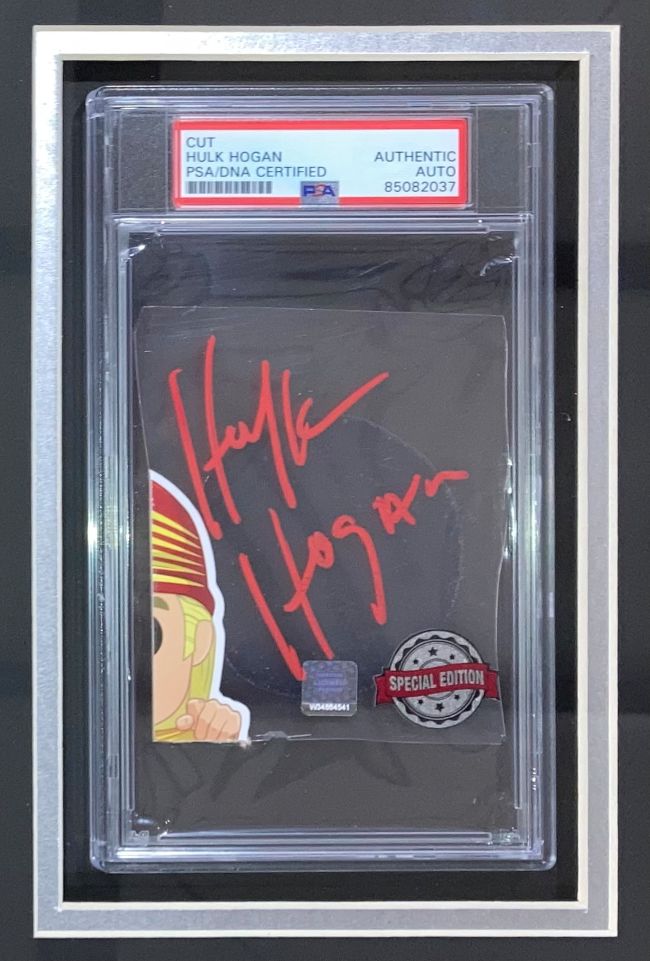 CUT
HULK HOGAN
AUTHENTIC
PSA/DNA CERTIFIED
AUTO
PSA
85082037
Hulk
Hogan
SPECIAL EDITION